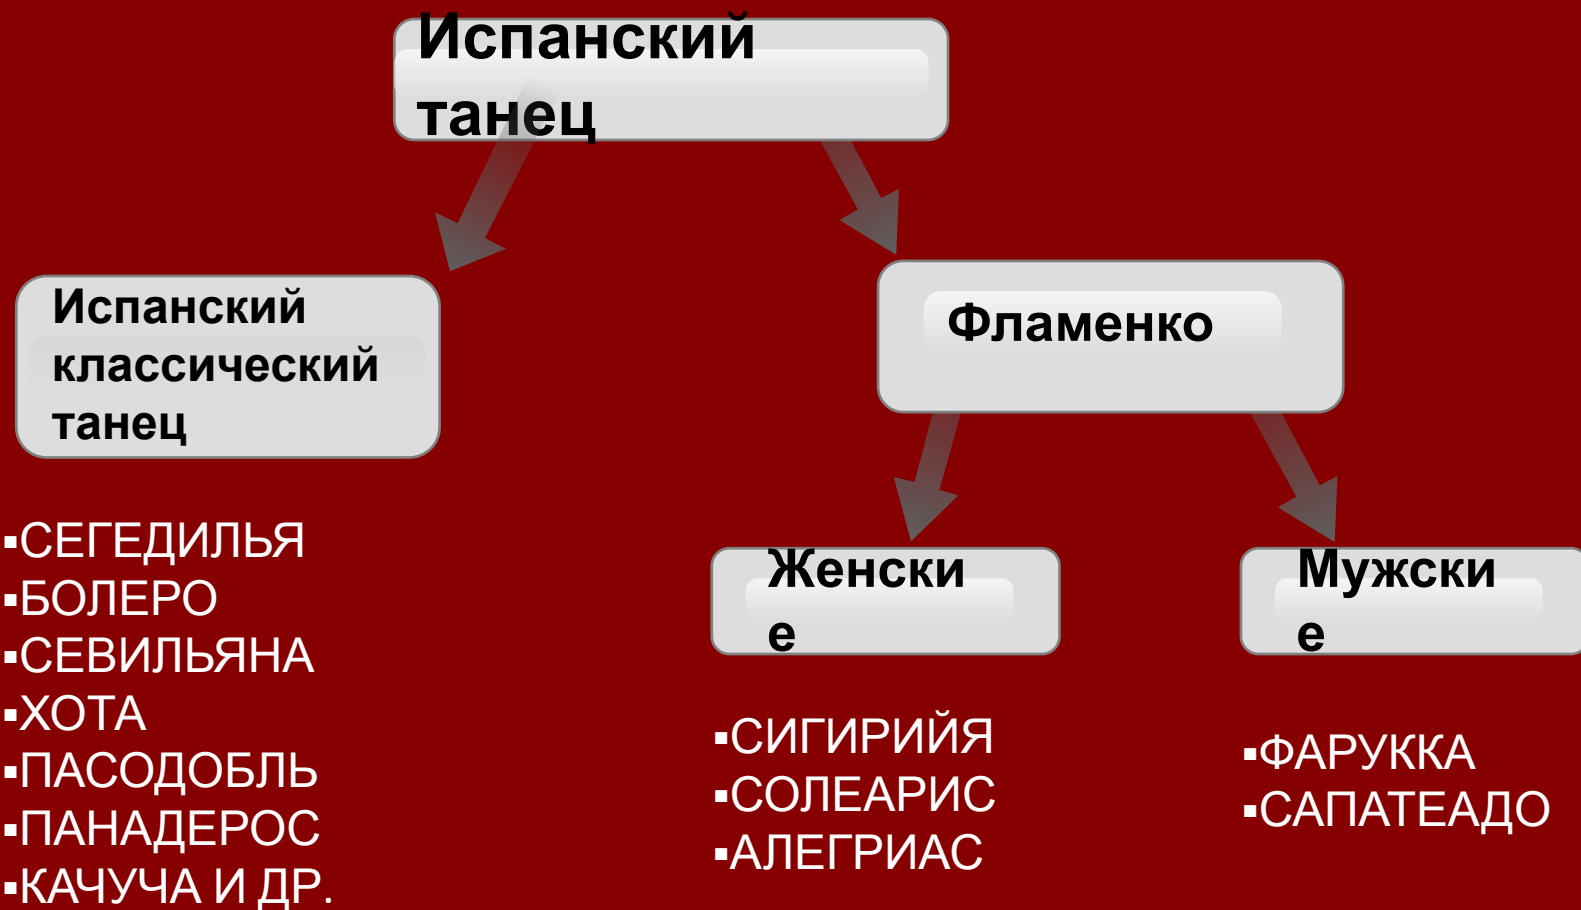 Испанский
танец
Испанский
классический
танец
Фламенко
▪СЕГЕДИЛЬЯ
▪БОЛЕРО
▪СЕВИЛЬЯНА
▪ХОТА
▪ПАСОДОБЛЬ
▪ПАНАДЕРОС
▪КАЧУЧА И ДР.
Женски
е
▪СИГИРИЙЯ
▪СОЛЕАРИС
▪АЛЕГРИАС
Мужски
е
▪ФАРУККА
▪САПАТЕАДО